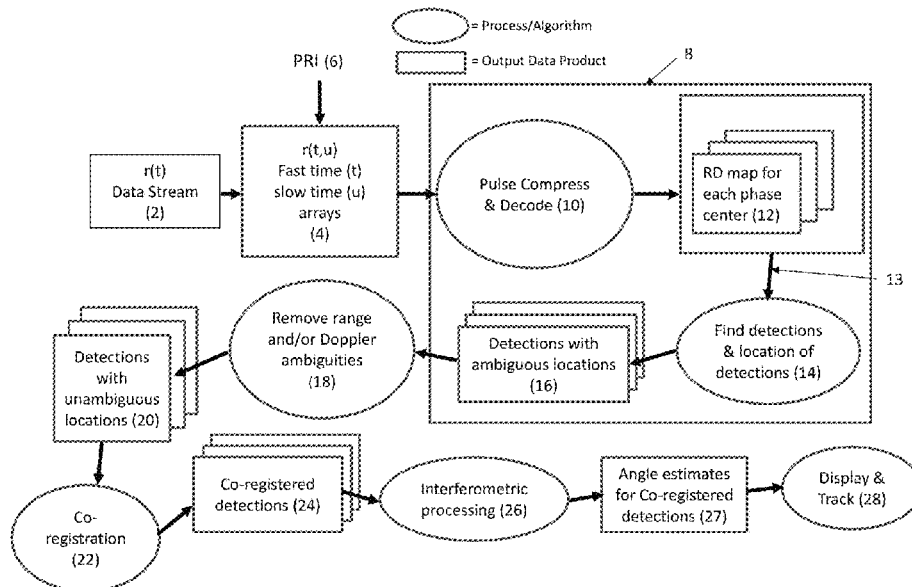 = Process/Algorithm
= Output Data Product
8
PRI (6)
r(t)
Data Stream
(2)
r(t,u)
Fast time (t)
slow time (u)
arrays
(4)
Pulse Compress
& Decode (10)
RD map for
each phase
center (12)
13
Find detections
& location of
detections (14)
Detections with
ambiguous locations
(16)
Remove range
and/or Doppler
ambiguities
(18)
Detections
with
unambiguous
locations (20)
Co-
registration
(22)
Co-registered
detections (24)
Interferometric
processing (26)
Angle estimates
for Co-registered
detections (27)
Display &
Track
(28)